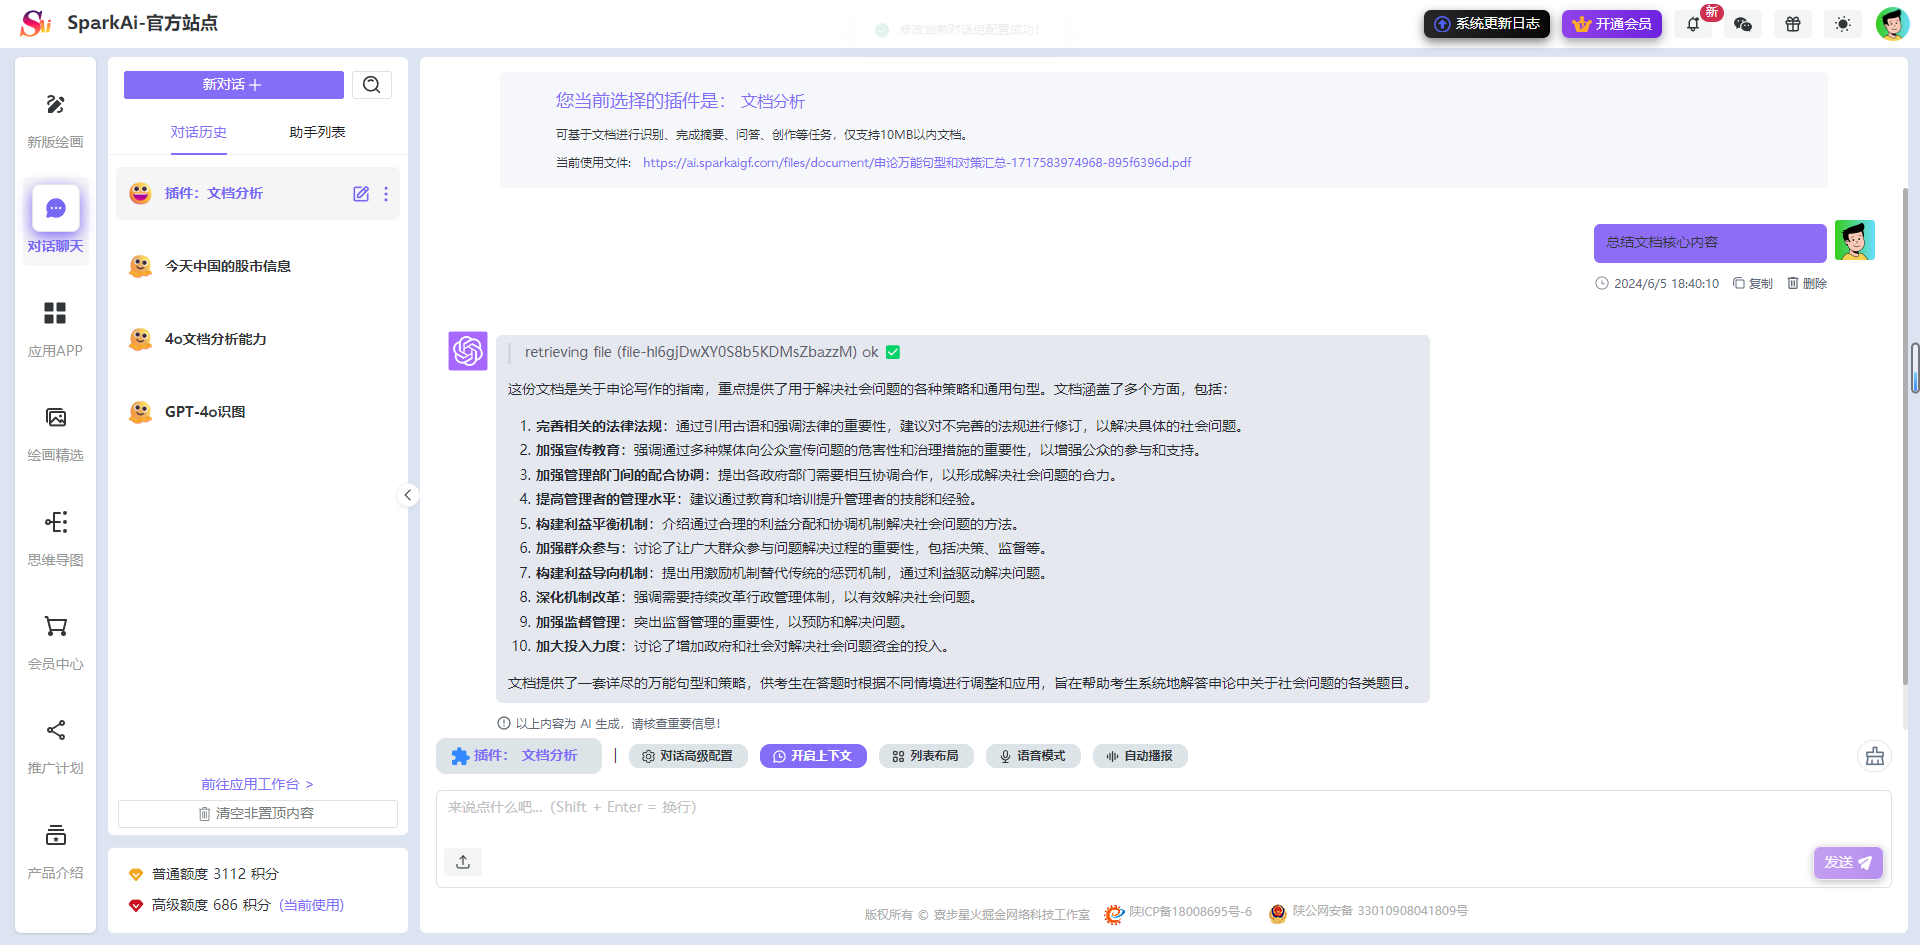 SparkAi-官方站点
修改当前对话组配置成功!
系统更新日志
开通会员
新
新版绘画
对话聊天
应用APP
绘画精选
思维导图
会员中心
推广计划
产品介绍
新对话
对话历史
助手列表
插件：文档分析
今天中国的股市信息
4o文档分析能力
GPT-4o识图
前往应用工作台 >
清空非置顶内容
普通额度 3112 积分
高级额度 686 积分 (当前使用)
您当前选择的插件是： 文档分析
可基于文档进行识别、完成摘要、问答、创作等任务，仅支持10MB以内文档。
当前使用文件: https://ai.sparkaigf.com/files/document/申论万能句型和对策汇总-1717583974968-895f6396d.pdf
总结文档核心内容
2024/6/5 18:40:10 复制 删除
retrieving file (file-hl6gjDwXY0S8b5KDMsZbazzM) ok ✅
这份文档是关于申论写作的指南，重点提供了用于解决社会问题的各种策略和通用句型。文档涵盖了多个方面，包括：
1. 完善相关的法律法规：通过引用古语和强调法律的重要性，建议对不完善的法规进行修订，以解决具体的社会问题。
2. 加强宣传教育：强调通过多种媒体向公众宣传问题的危害性和治理措施的重要性，以增强公众的参与和支持。
3. 加强管理部门间的配合协调：提出各政府部门需要相互协调合作，以形成解决社会问题的合力。
4. 提高管理者的管理水平：建议通过教育和培训提升管理者的技能和经验。
5. 构建利益平衡机制：介绍通过合理的利益分配和协调机制解决社会问题的方法。
6. 加强群众参与：讨论了让广大群众参与问题解决过程的重要性，包括决策、监督等。
7. 构建利益导向机制：提出用激励机制替代传统的惩罚机制，通过利益驱动解决问题。
8. 深化机制改革：强调需要持续改革行政管理体制，以有效解决社会问题。
9. 加强监督管理：突出监督管理的重要性，以预防和解决问题。
10. 加大投入力度：讨论了增加政府和社会对解决社会问题资金的投入。
文档提供了一套详尽的万能句型和策略，供考生在答题时根据不同情境进行调整和应用，旨在帮助考生系统地解答申论中关于社会问题的各类题目。
以上内容为 AI 生成，请核查重要信息!
插件： 文档分析
对话高级配置
开启上下文
列表布局
语音模式
自动播报
来说点什么吧... (Shift + Enter = 换行)
发送
版权所有 © 寮步星火掘金网络科技工作室 陕ICP备18008695号-6 陕公网安备 33010908041809号